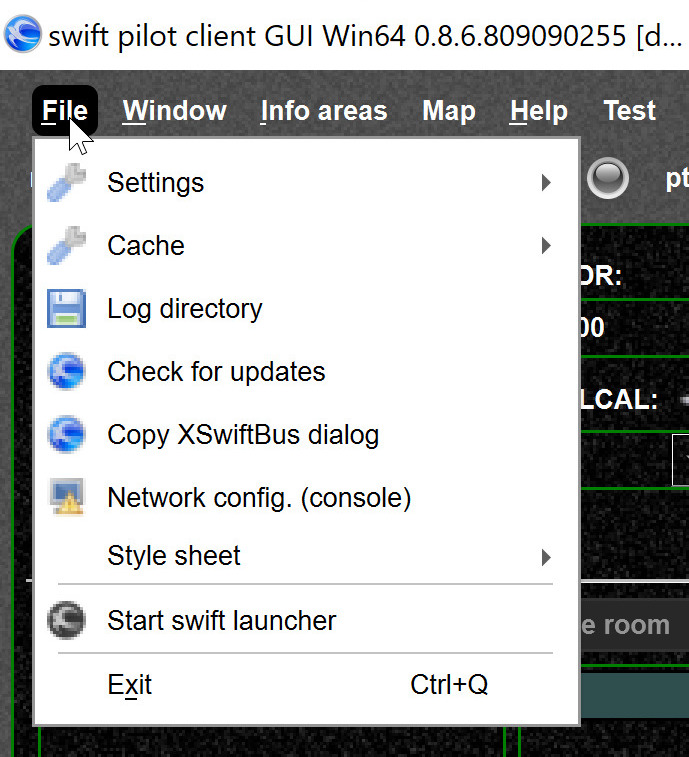 swift pilot client GUI Win64 0.8.6.809090255 [d...
File Window Info areas Map Help Test
Settings
Cache
Log directory
Check for updates
Copy XSwiftBus dialog
Network config. (console)
Style sheet
Start swift launcher
Exit Ctrl+Q
pt
DR:
00
LCAL:
e room